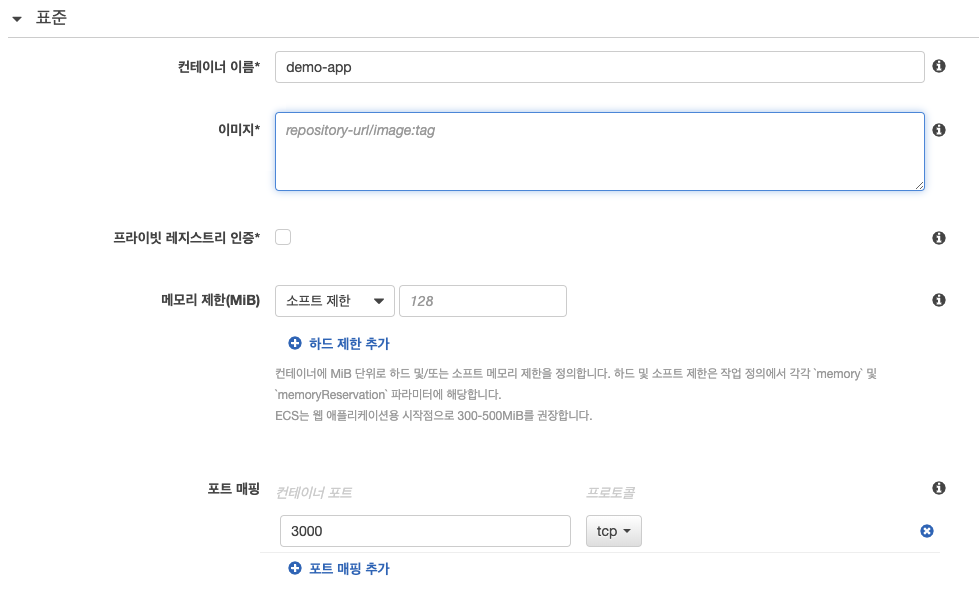 표준
컨테이너 이름* demo-app
이미지* repository-url/image:tag
프라이빗 레지스트리 인증*
메모리 제한(MiB) 소프트 제한 128
하드 제한 추가
컨테이너에 MiB 단위로 하드 및/또는 소프트 메모리 제한을 정의합니다. 하드 및 소프트 제한은 작업 정의에서 각각 `memory` 및
`memoryReservation` 파라미터에 해당합니다.
ECS는 웹 애플리케이션용 시작점으로 300-500MiB를 권장합니다.
포트 매핑 컨테이너 포트 프로토콜
3000 tcp
포트 매핑 추가